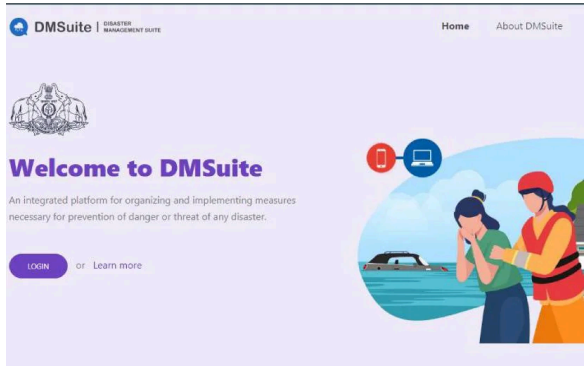 DMSuite | DISASTER MANAGEMENT SUITE
Home About DMSuite
Welcome to DMSuite
An integrated platform for organizing and implementing measures
necessary for prevention of danger or threat of any disaster.
LOGIN or Learn more